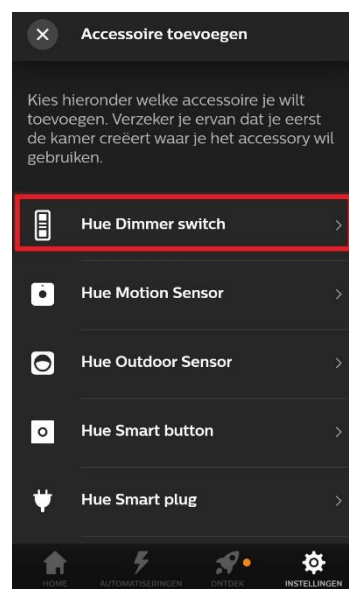 Accessoire toevoegen
Kies hieronder welke accessoire je wilt
toevoegen. Verzeker je ervan dat je eerst
de kamer creëert waar je het accessory wil
gebruiken.
Hue Dimmer switch
Hue Motion Sensor
Hue Outdoor Sensor
Hue Smart button
Hue Smart plug
HOME AUTOMATISERINGEN ONTDEK INSTELLINGEN